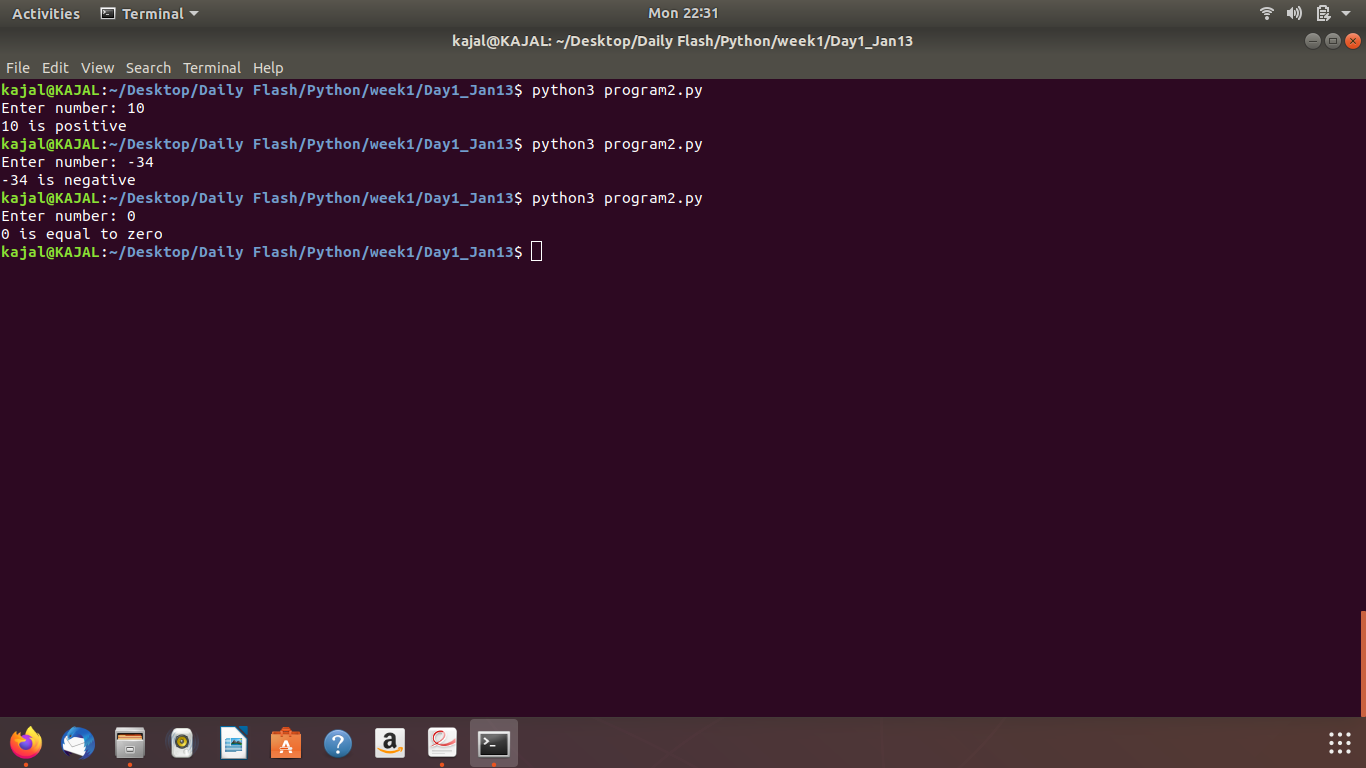 Activities Terminal Mon 22:31
kajal@KAJAL: ~/Desktop/Daily Flash/Python/week1/Day1_Jan13
File Edit View Search Terminal Help
kajal@KAJAL:~/Desktop/Daily Flash/Python/week1/Day1_Jan13$ python3 program2.py
Enter number: 10
10 is positive
kajal@KAJAL:~/Desktop/Daily Flash/Python/week1/Day1_Jan13$ python3 program2.py
Enter number: -34
-34 is negative
kajal@KAJAL:~/Desktop/Daily Flash/Python/week1/Day1_Jan13$ python3 program2.py
Enter number: 0
0 is equal to zero
kajal@KAJAL:~/Desktop/Daily Flash/Python/week1/Day1_Jan13$